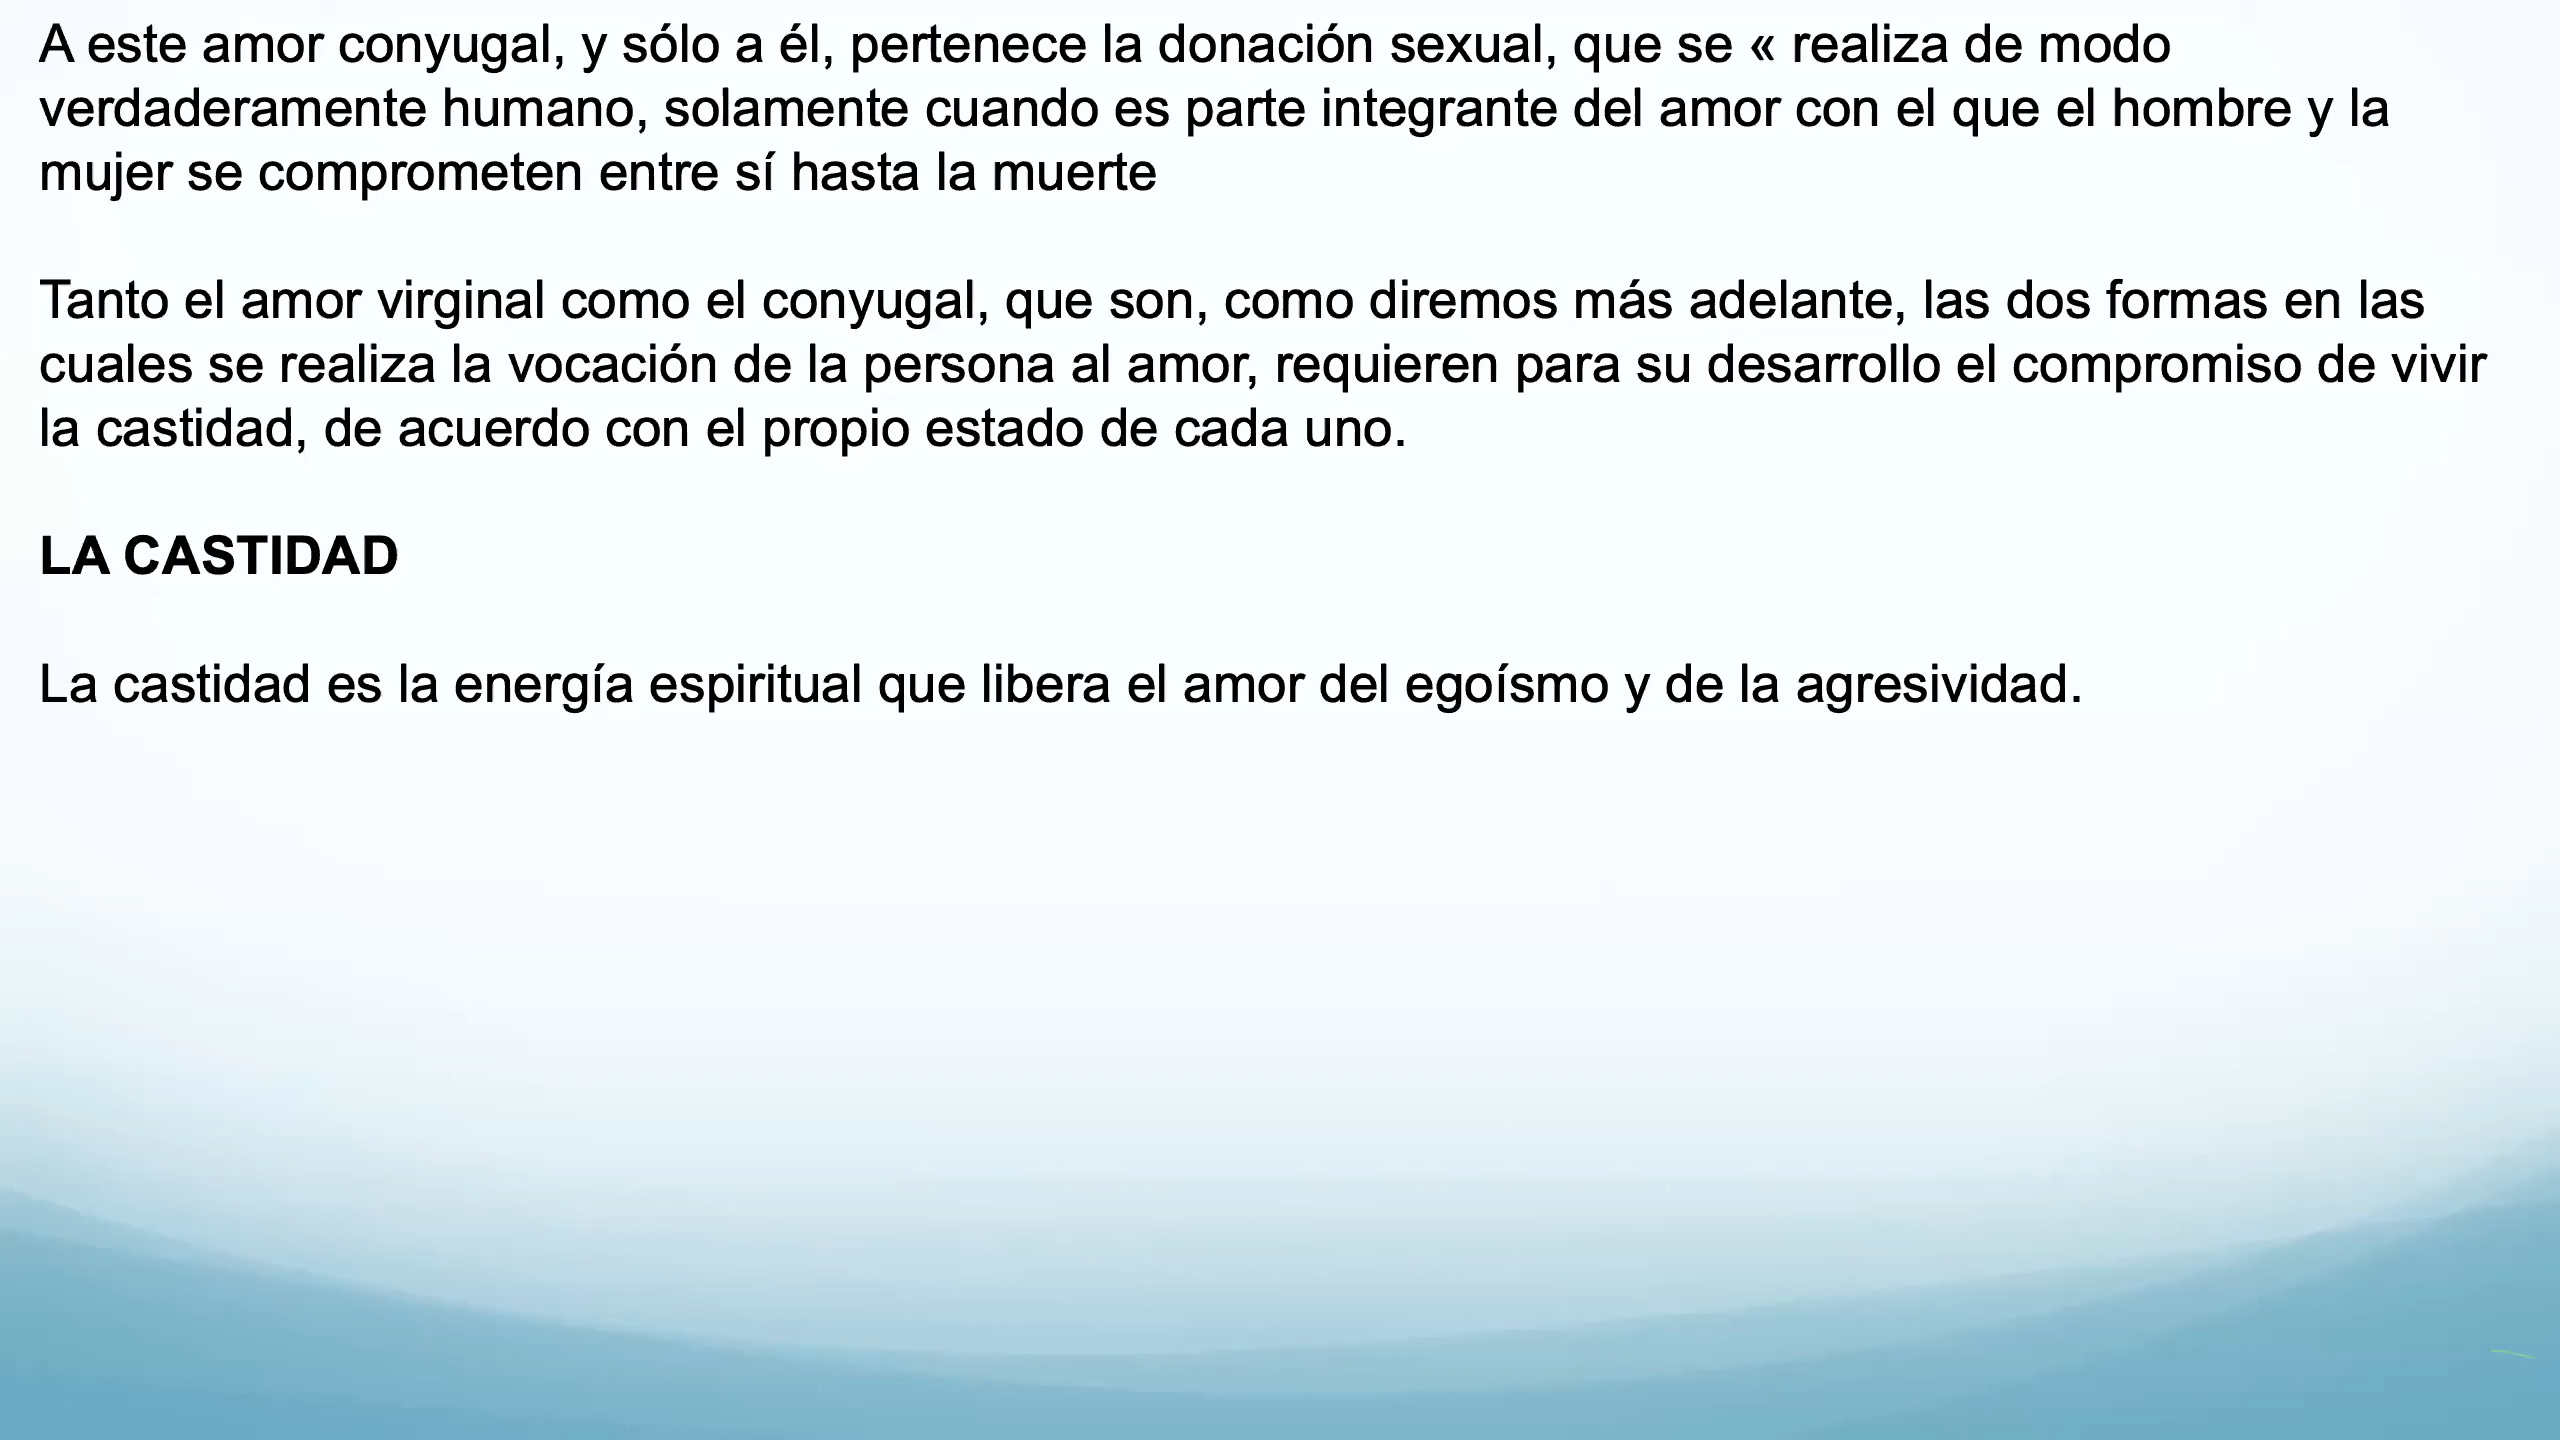 A este amor conyugal, y sólo a él, pertenece la donación sexual, que se « realiza de modo
verdaderamente humano, solamente cuando es parte integrante del amor con el que el hombre y la
mujer se comprometen entre sí hasta la muerte
Tanto el amor virginal como el conyugal, que son, como diremos más adelante, las dos formas en las
cuales se realiza la vocación de la persona al amor, requieren para su desarrollo el compromiso de vivir
la castidad, de acuerdo con el propio estado de cada uno.
LA CASTIDAD
La castidad es la energía espiritual que libera el amor del egoísmo y de la agresividad.